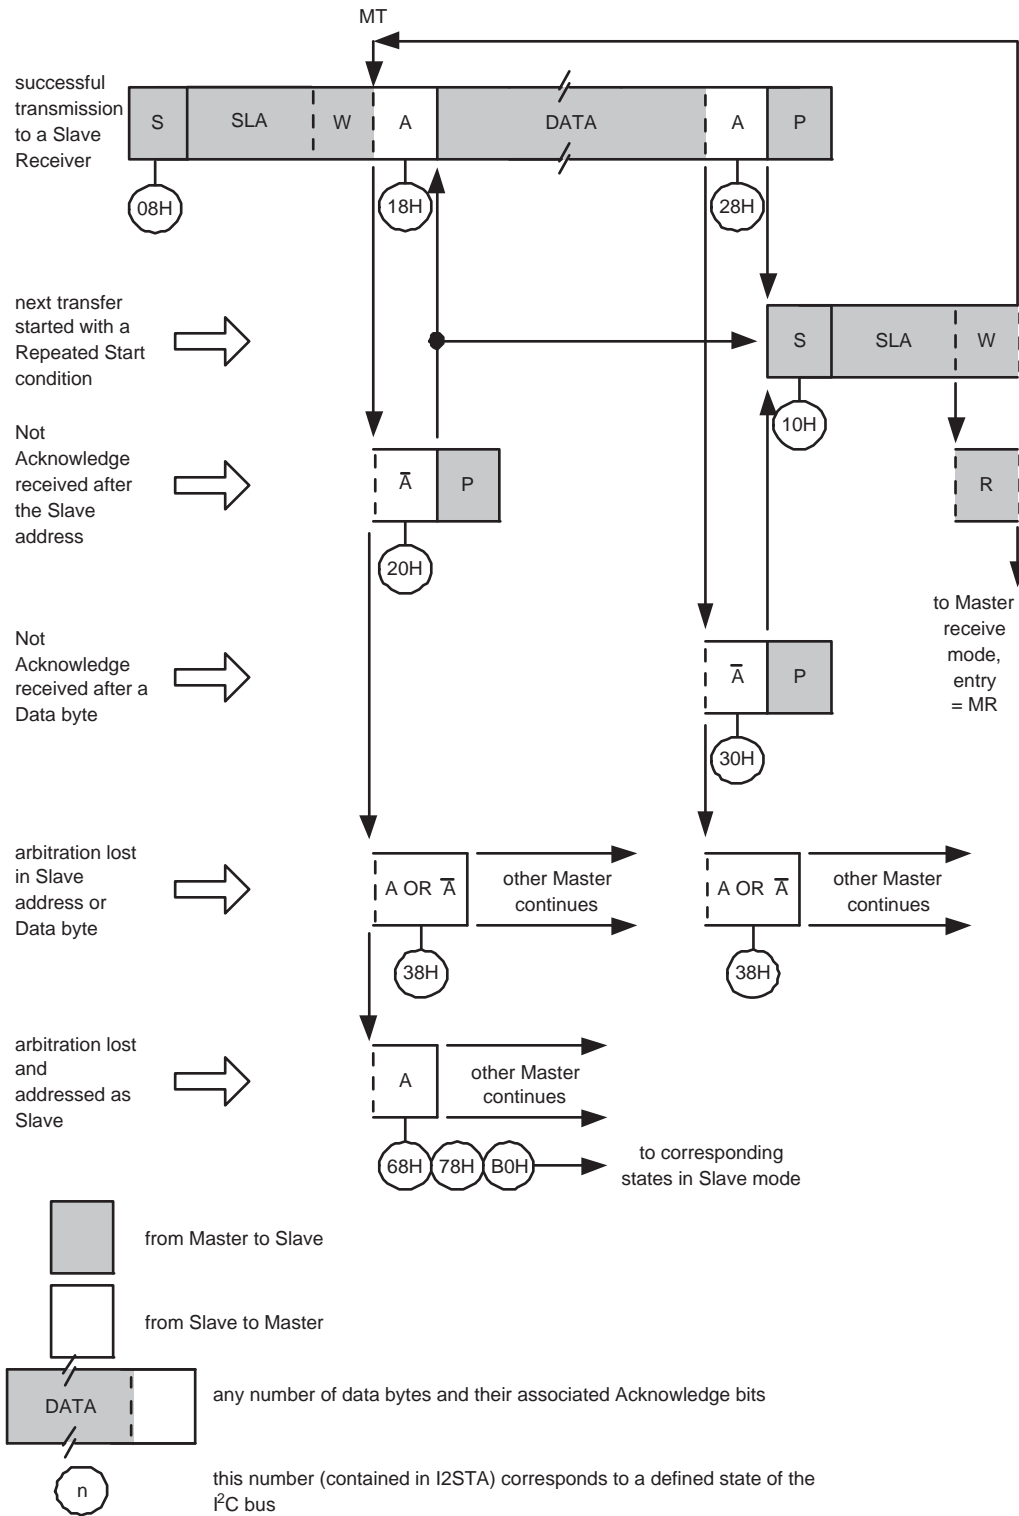 MT
successful
transmission
to a Slave
Receiver
S SLA W A DATA A P
08H 18H 28H
next transfer
started with a
Repeated Start
condition
S SLA W
10H
Not
Acknowledge
received after
the Slave
address
A̅ P
R
20H
to Master
receive
mode,
entry
= MR
Not
Acknowledge
received after a
Data byte
A̅ P
30H
arbitration lost
in Slave
address or
Data byte
A OR A̅
other Master
continues
A OR A̅
other Master
continues
38H 38H
arbitration lost
and
addressed as
Slave
A
other Master
continues
68H 78H B0H
to corresponding
states in Slave mode
from Master to Slave
from Slave to Master
DATA
any number of data bytes and their associated Acknowledge bits
n
this number (contained in I2STA) corresponds to a defined state of the
I²C bus